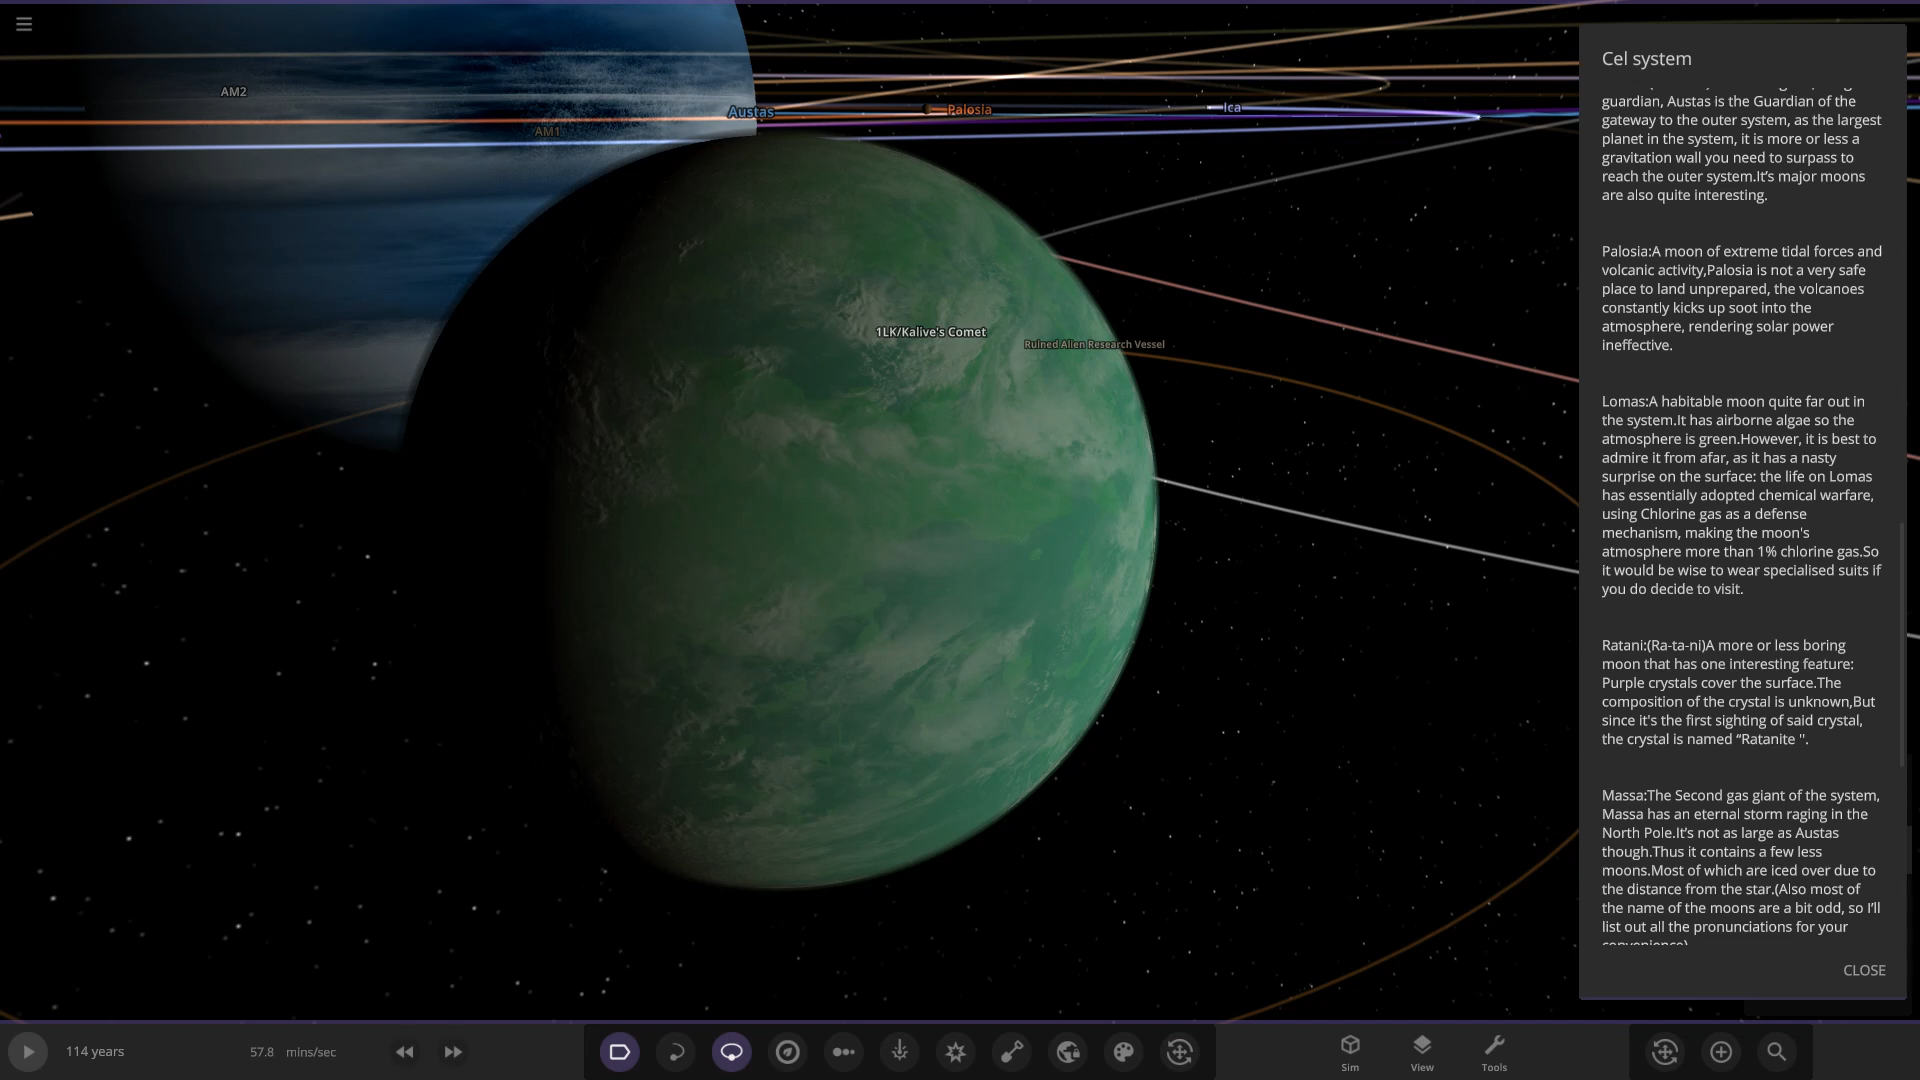 AM2
Austas
Palosia
Ica
AM1
1LK/Kalive's Comet
Ruined Alien Research Vessel
Cel system
guardian, Austas is the Guardian of the
gateway to the outer system, as the largest
planet in the system, it is more or less a
gravitation wall you need to surpass to
reach the outer system.It’s major moons
are also quite interesting.
Palosia:A moon of extreme tidal forces and
volcanic activity,Palosia is not a very safe
place to land unprepared, the volcanoes
constantly kicks up soot into the
atmosphere, rendering solar power
ineffective.
Lomas:A habitable moon quite far out in
the system.It has airborne algae so the
atmosphere is green.However, it is best to
admire it from afar, as it has a nasty
surprise on the surface: the life on Lomas
has essentially adopted chemical warfare,
using Chlorine gas as a defense
mechanism, making the moon's
atmosphere more than 1% chlorine gas.So
it would be wise to wear specialised suits if
you do decide to visit.
Ratani:(Ra-ta-ni)A more or less boring
moon that has one interesting feature:
Purple crystals cover the surface.The
composition of the crystal is unknown,But
since it's the first sighting of said crystal,
the crystal is named “Ratanite ".
Massa:The Second gas giant of the system,
Massa has an eternal storm raging in the
North Pole.It’s not as large as Austas
though.Thus it contains a few less
moons.Most of which are iced over due to
the distance from the star.(Also most of
the name of the moons are a bit odd, so I’ll
list out all the pronunciations for your
convenience)
CLOSE
114 years
57.8 mins/sec
Sim
View
Tools